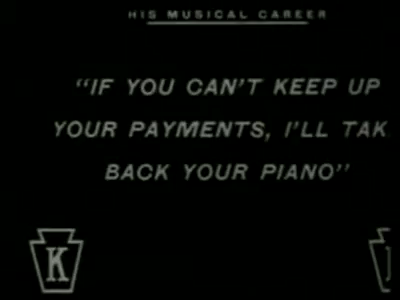 HIS MUSICAL CAREER
"IF YOU CAN'T KEEP UP
YOUR PAYMENTS, I'LL TAK
BACK YOUR PIANO"
K